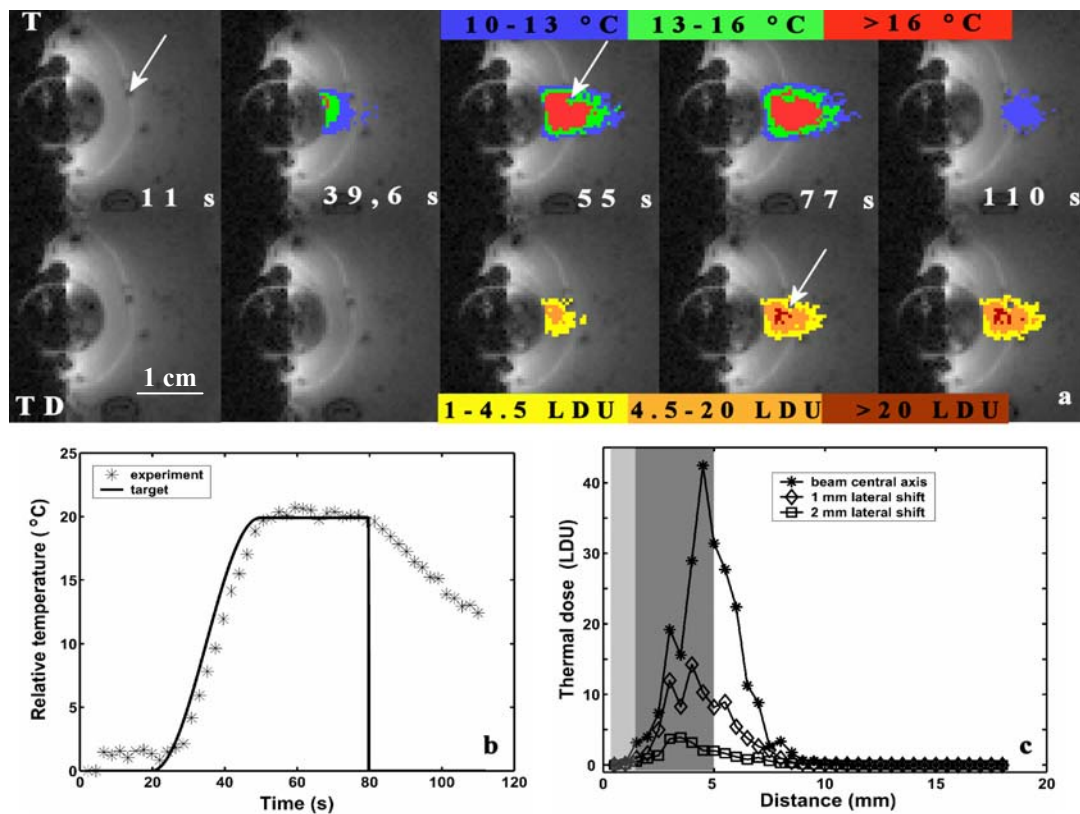 T
10-13 °C 13-16 °C >16 °C
11 s 39,6 s 55 s 77 s 110 s
1 cm
a
T D
1-4.5 LDU 4.5-20 LDU >20 LDU
25
20
15
10
5
0
0 20 40 60 80 100 120
Relative temperature (°C)
Time (s)
experiment
target
b
40
30
20
10
0
0 5 10 15 20
Thermal dose (LDU)
Distance (mm)
beam central axis
1 mm lateral shift
2 mm lateral shift
c